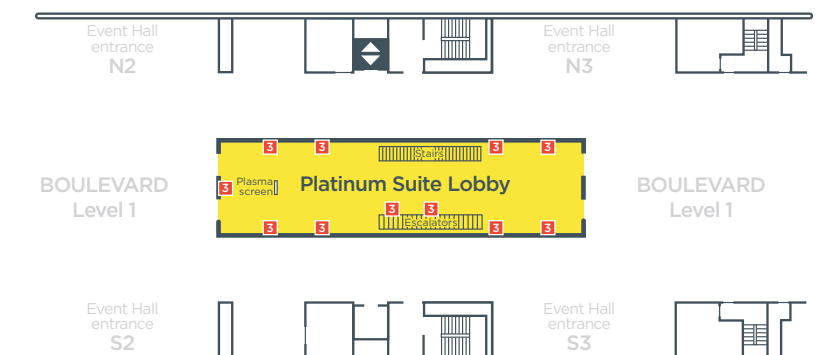 Event Hall
entrance
N2
Event Hall
entrance
N3
3
3
3
3
Stairs
BOULEVARD
Level 1
3
Plasma
screen
Platinum Suite Lobby
BOULEVARD
Level 1
3
3
Escalators
3
3
3
3
Event Hall
entrance
S2
Event Hall
entrance
S3